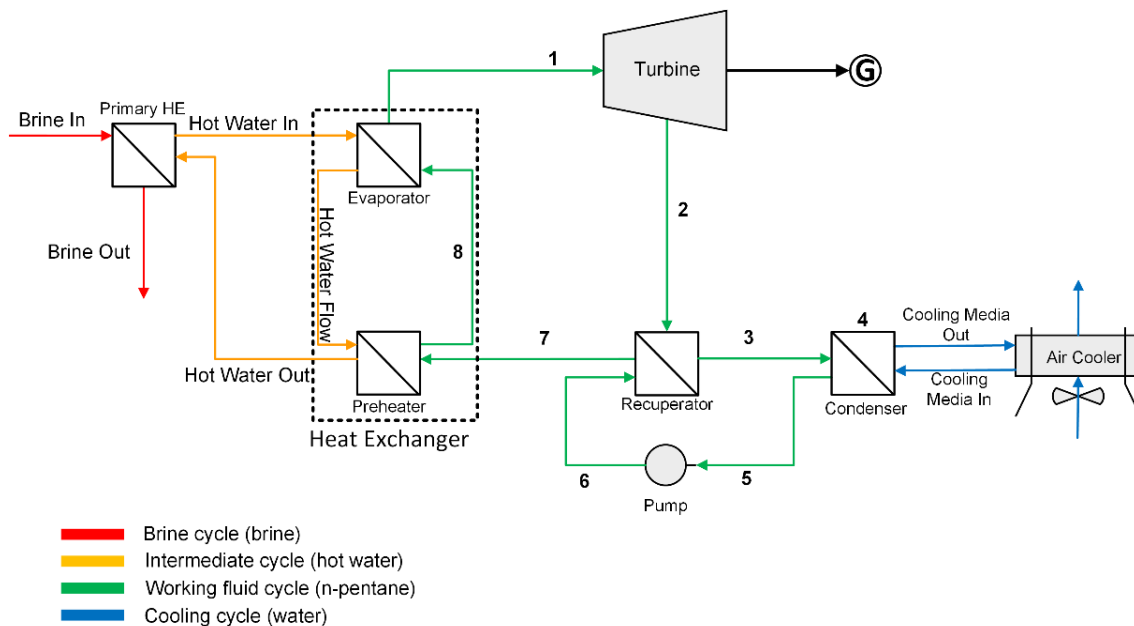 1
Turbine
G
Primary HE
Brine In
Hot Water In
Evaporator
Hot Water Flow
2
Brine Out
8
Hot Water Out
Preheater
Heat Exchanger
7
Recuperator
3
4
Condenser
Cooling Media
Out
Cooling
Media In
Air Cooler
6
Pump
5
Brine cycle (brine)
Intermediate cycle (hot water)
Working fluid cycle (n-pentane)
Cooling cycle (water)